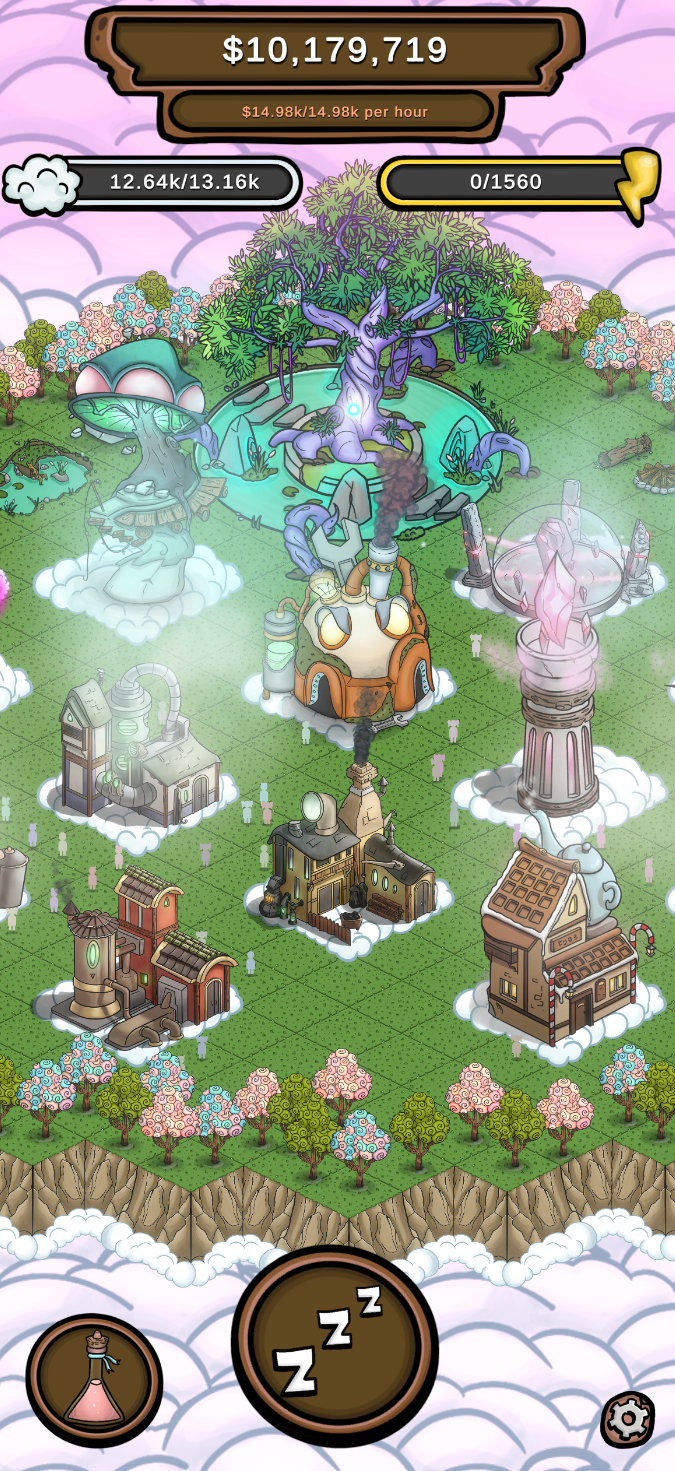 $10,179,719
$14.98k/14.98k per hour
12.64k/13.16k
0/1560
z
z
z